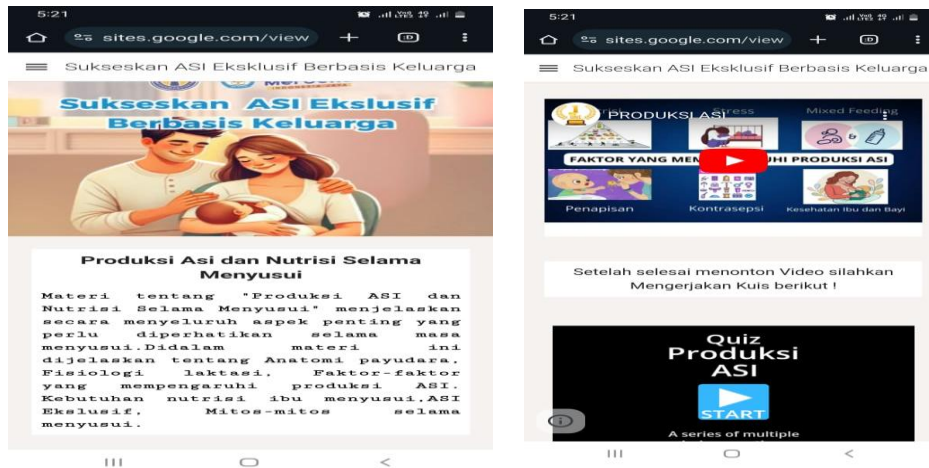 5:21
sites.google.com/view
Sukseskan ASI Eksklusif Berbasis Keluarga
Sukseskan ASI Ekslusif
Berbasis Keluarga
Produksi Asi dan Nutrisi Selama
Menyusui
Materi tentang "Produksi ASI dan
Nutrisi Selama Menyusui" menjelaskan
secara menyeluruh aspek penting yang
perlu diperhatikan selama masa
menyusui.Didalam materi ini
dijelaskan tentang Anatomi payudara,
Fisiologi laktasi, Faktor-faktor
yang mempengaruhi produksi ASI.
Kebutuhan nutrisi ibu menyusui,ASI
Ekslusif, Mitos-mitos selama
menyusui.
5:21
sites.google.com/view
Sukseskan ASI Eksklusif Berbasis Keluarga
PRODUKSI ASI
Stress
Mixed Feeding
FAKTOR YANG MEM UHI PRODUKSI ASI
Penapisan
Kontrasepsi
Kesehatan Ibu dan Bayi
Setelah selesai menonton Video silahkan
Mengerjakan Kuis berikut !
Quiz
Produksi
ASI
START
A series of multiple